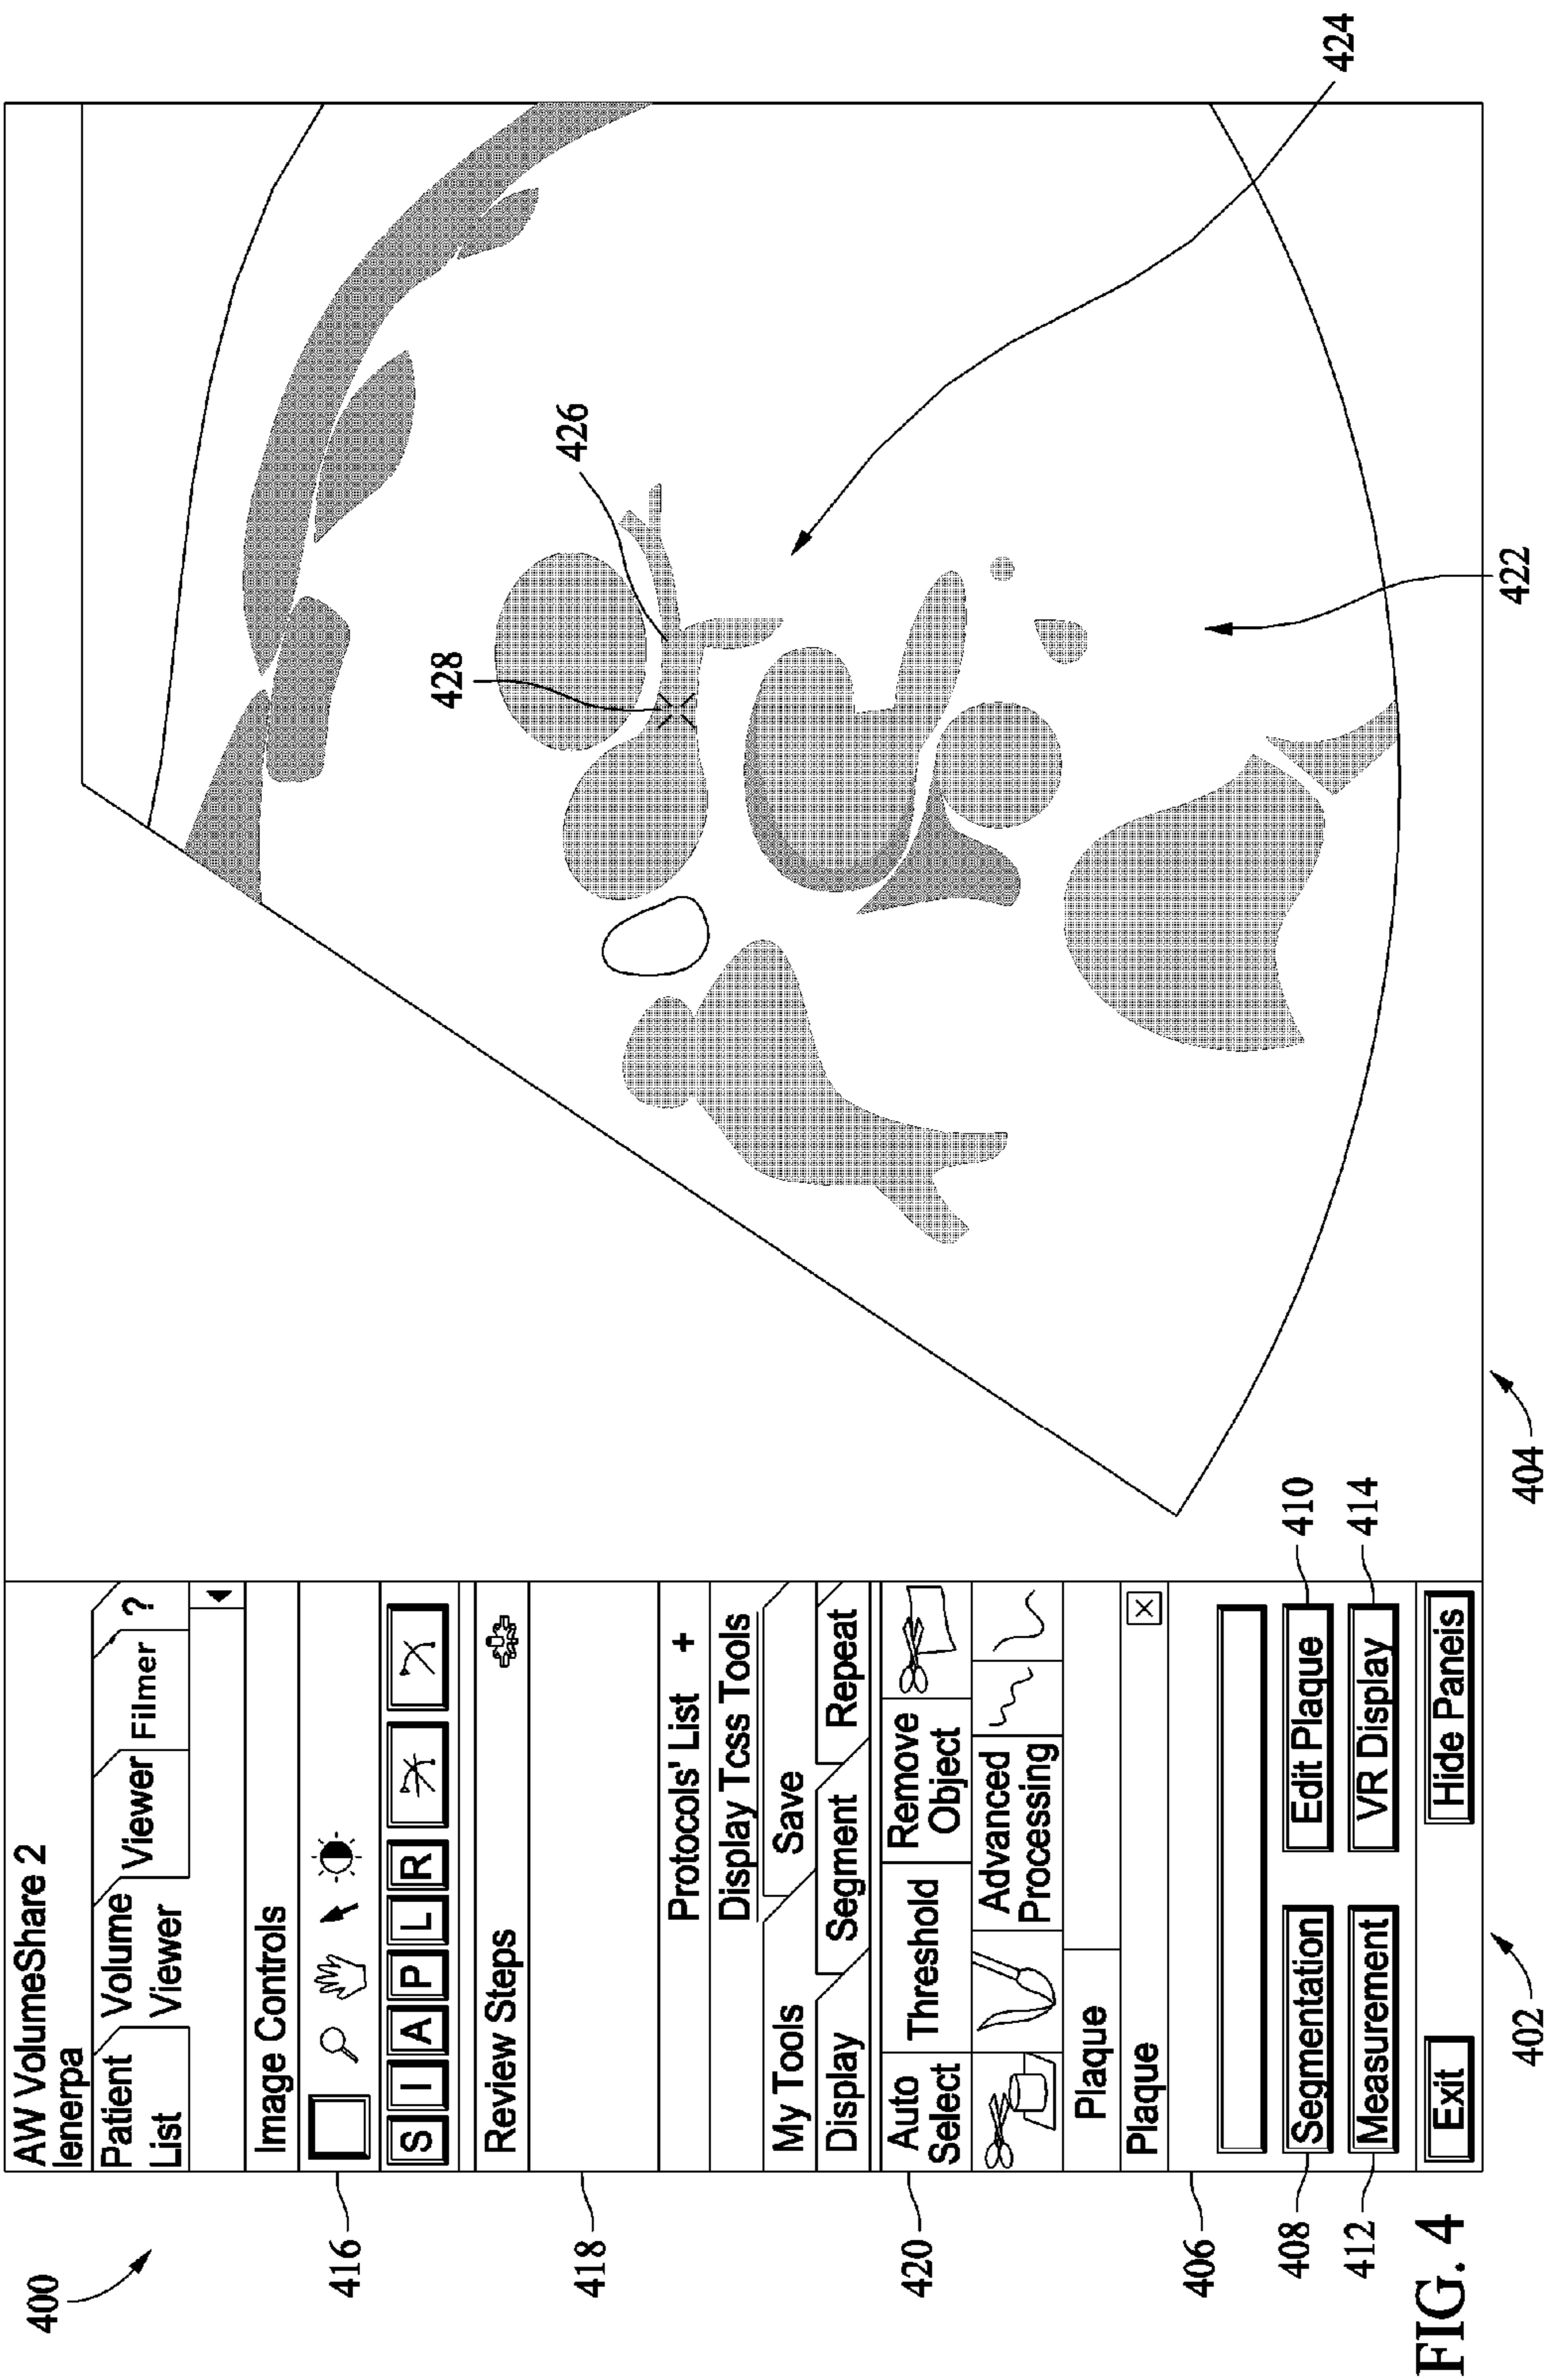 400
AW VolumeShare 2
lenerpa
Patient List
Volume Viewer
Viewer
Filmer
?
Image Controls
416
S I A P L R
Review Steps
418
Protocols' List +
Display Tcss Tools
My Tools
Save
Display
Segment
Repeat
420
Auto Select
Threshold
Remove Object
Advanced Processing
Plaque
Plaque
406
408
Segmentation
Edit Plaque
410
412
Measurement
VR Display
414
Exit
Hide Paneis
402
404
428
426
424
422
FIG. 4